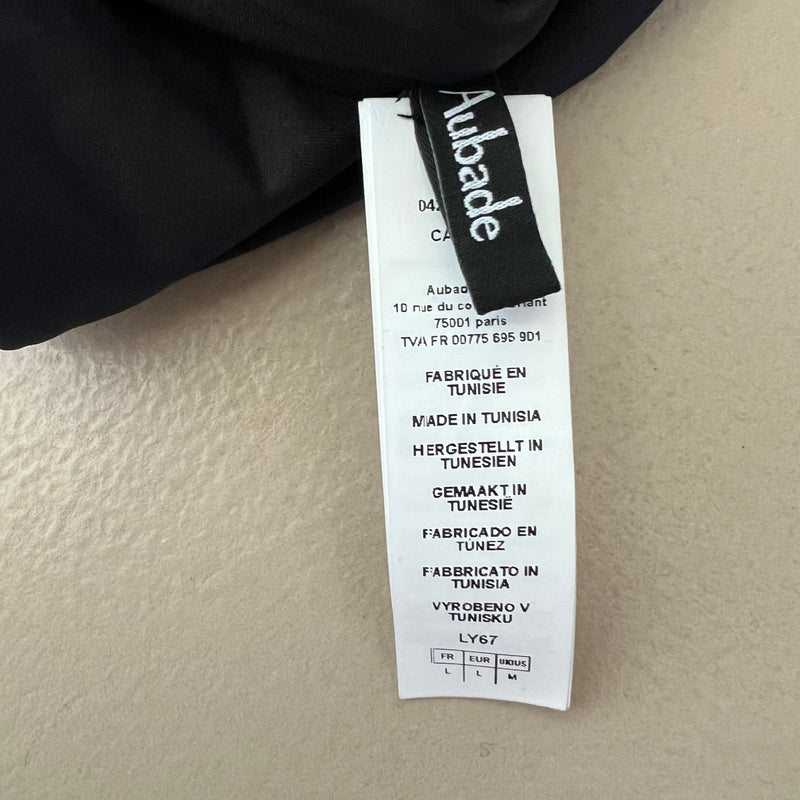 Aubade
04
CA
Aubad
10 rue du co
75001 paris
TVA FR 00775 695 9D1
FABRIQUÉ EN
TUNISIE
MADE IN TUNISIA
HERGESTELLT IN
TUNESIEN
GEMAAKT IN
TUNESIË
FABRICADO EN
TÚNEZ
FABBRICATO IN
TUNISIA
VYROBENO V
TUNISKU
LY67
FR EUR UK/US
L L M